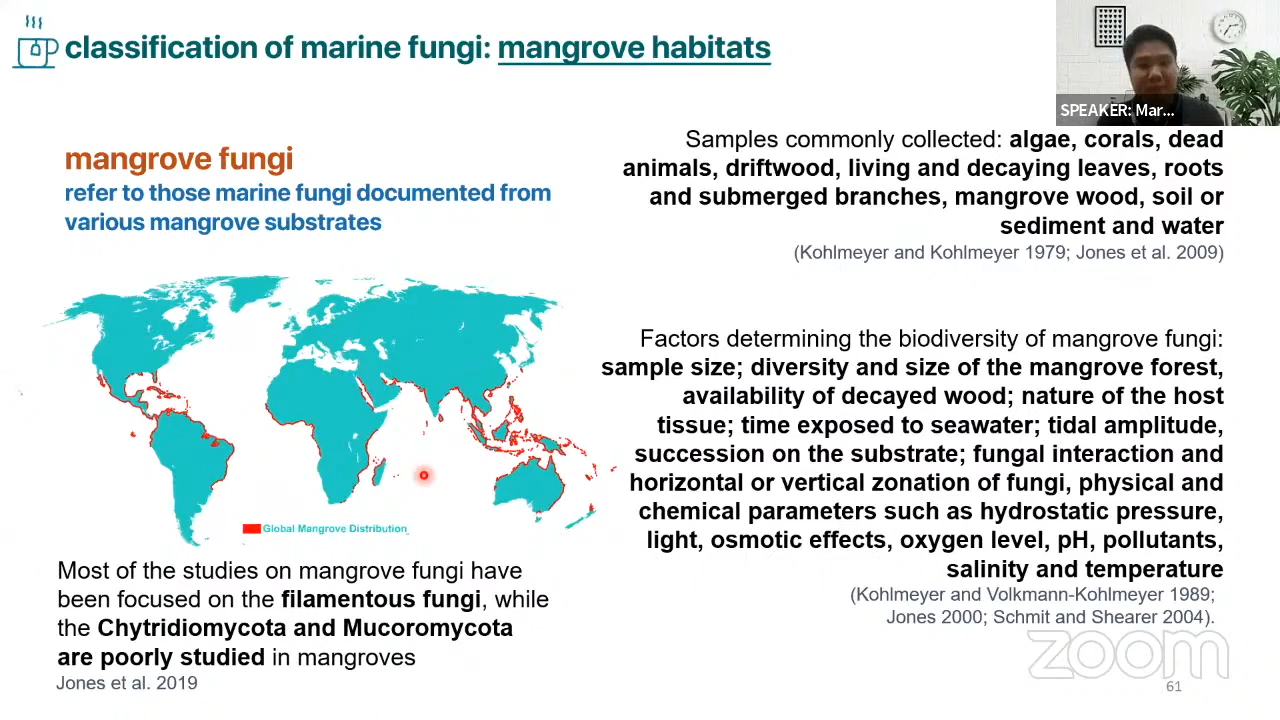 classification of marine fungi: mangrove habitats
SPEAKER: Mar...
mangrove fungi
refer to those marine fungi documented from
various mangrove substrates
Samples commonly collected: algae, corals, dead
animals, driftwood, living and decaying leaves, roots
and submerged branches, mangrove wood, soil or
sediment and water
(Kohlmeyer and Kohlmeyer 1979; Jones et al. 2009)
Global Mangrove Distribution
Most of the studies on mangrove fungi have
been focused on the filamentous fungi, while
the Chytridiomycota and Mucoromycota
are poorly studied in mangroves
Jones et al. 2019
Factors determining the biodiversity of mangrove fungi:
sample size; diversity and size of the mangrove forest,
availability of decayed wood; nature of the host
tissue; time exposed to seawater; tidal amplitude,
succession on the substrate; fungal interaction and
horizontal or vertical zonation of fungi, physical and
chemical parameters such as hydrostatic pressure,
light, osmotic effects, oxygen level, pH, pollutants,
salinity and temperature
(Kohlmeyer and Volkmann-Kohlmeyer 1989;
Jones 2000; Schmit and Shearer 2004).
zoom
61